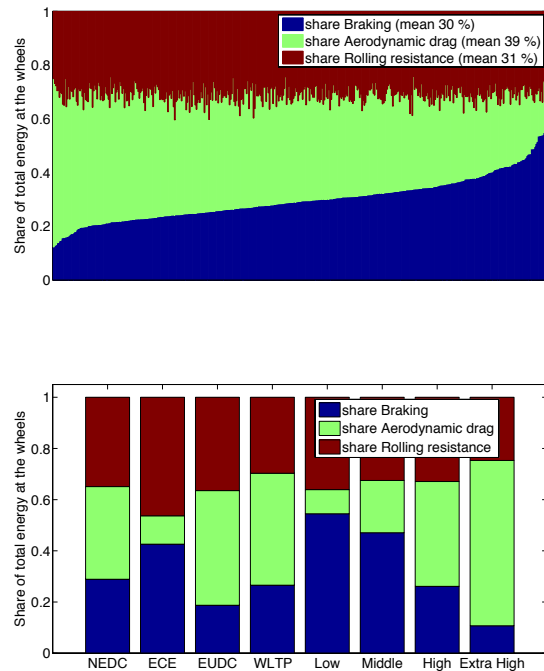 1
0.8
0.6
0.4
0.2
0
Share of total energy at the wheels
share Braking (mean 30 %)
share Aerodynamic drag (mean 39 %)
share Rolling resistance (mean 31 %)
1
0.8
0.6
0.4
0.2
0
Share of total energy at the wheels
share Braking
share Aerodynamic drag
share Rolling resistance
NEDC ECE EUDC WLTP Low Middle High Extra High